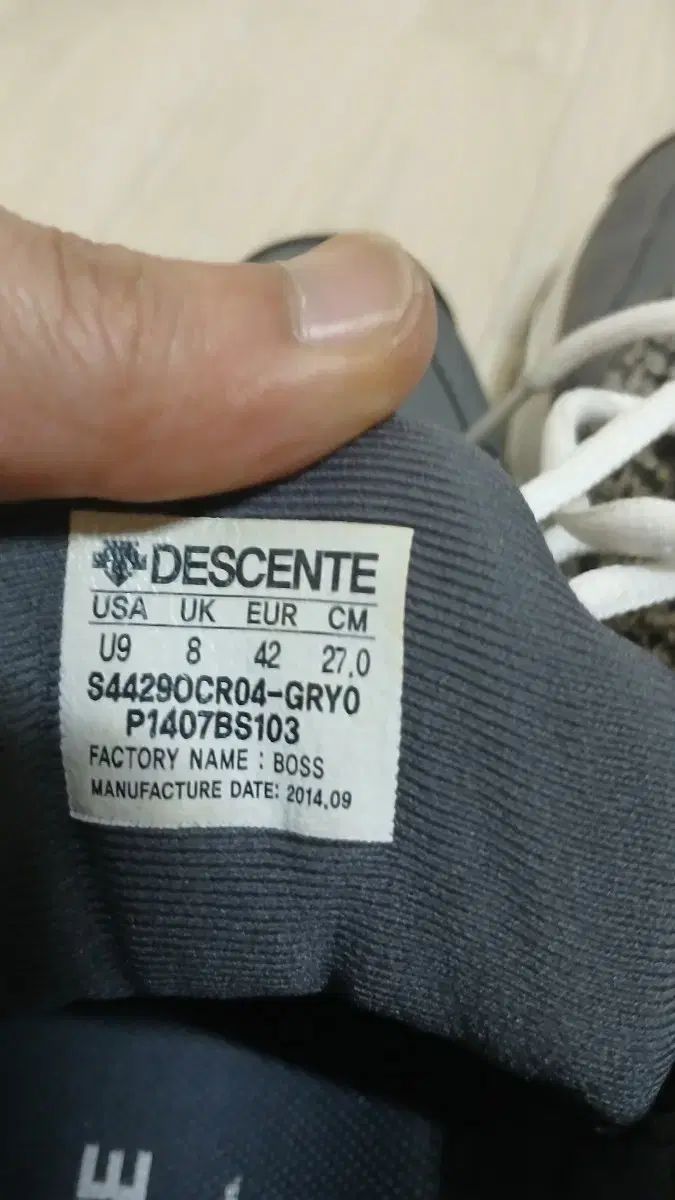 DESCENTE
USA UK EUR CM
U9 8 42 27.0
S4429OCR04-GRY0
P1407BS103
FACTORY NAME : BOSS
MANUFACTURE DATE: 2014.09
E